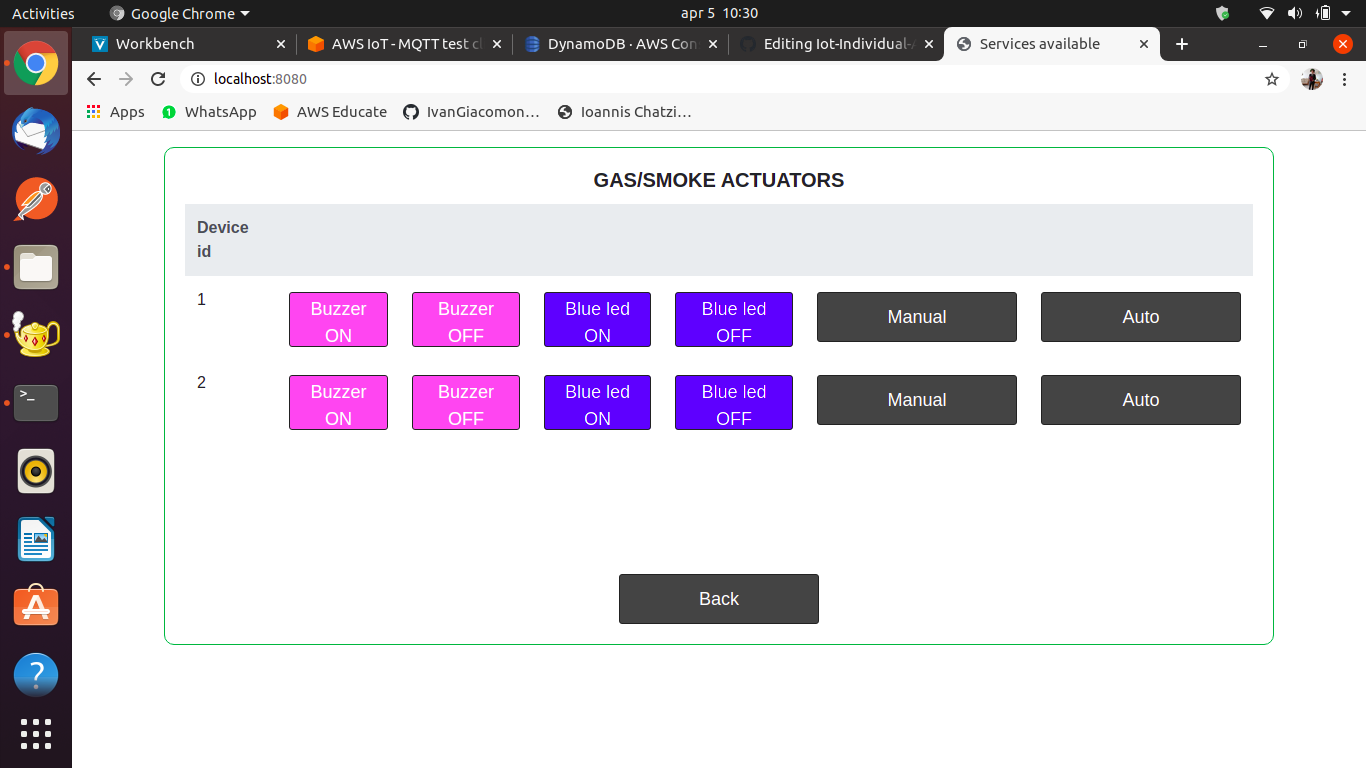 Activities Google Chrome apr 5 10:30
Workbench AWS IoT - MQTT test cl DynamoDB · AWS Con Editing Iot-Individual- Services available
localhost:8080
Apps 1 WhatsApp AWS Educate IvanGiacomon… Ioannis Chatzi…
GAS/SMOKE ACTUATORS
Device
id
1 Buzzer ON Buzzer OFF Blue led ON Blue led OFF Manual Auto
2 Buzzer ON Buzzer OFF Blue led ON Blue led OFF Manual Auto
Back